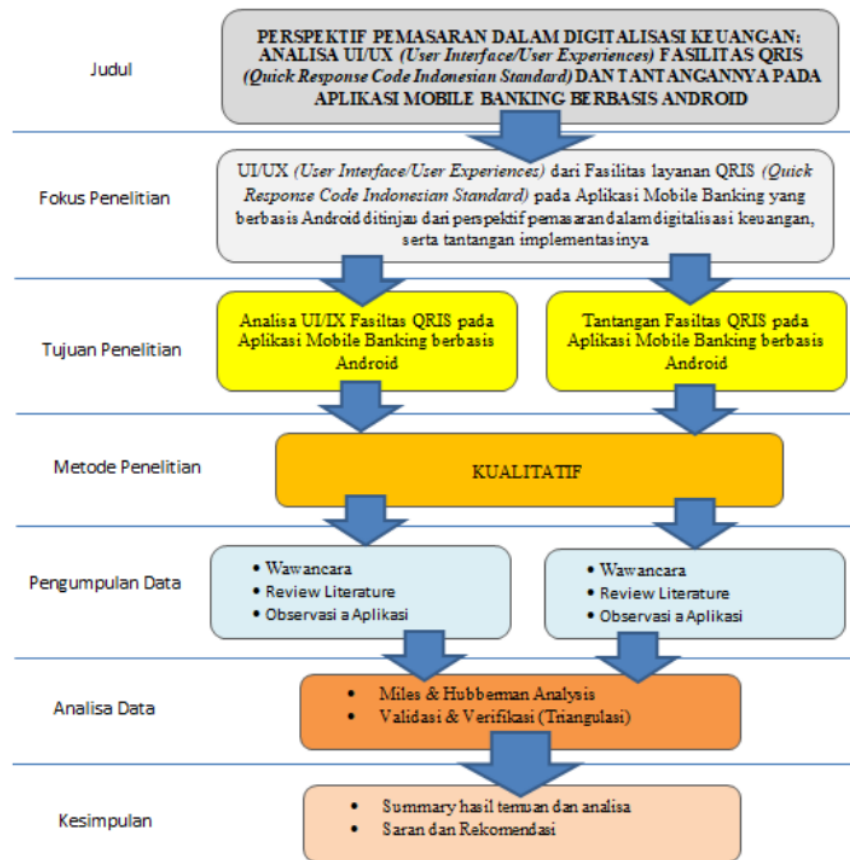 Judul
PERSPEKTIF PEMASARAN DALAM DIGITALISASI KEUANGAN:
ANALISA UI/UX (User Interface/User Experiences) FASILITAS QRIS
(Quick Response Code Indonesian Standard) DAN TANTANGANNYA PADA
APLIKASI MOBILE BANKING BERBASIS ANDROID
Fokus Penelitian
UI/UX (User Interface/User Experiences) dari Fasilitas layanan QRIS (Quick
Response Code Indonesian Standard) pada Aplikasi Mobile Banking yang
berbasis Android ditinjau dari perspektif pemasaran dalam digitalisasi keuangan,
serta tantangan implementasinya
Tujuan Penelitian
Analisa UI/IX Fasiltas QRIS pada
Aplikasi Mobile Banking berbasis
Android
Tantangan Fasiltas QRIS pada
Aplikasi Mobile Banking berbasis
Android
Metode Penelitian
KUALITATIF
Pengumpulan Data
• Wawancara
• Review Literature
• Observasi a Aplikasi
• Wawancara
• Review Literature
• Observasi a Aplikasi
Analisa Data
• Miles & Hubberman Analysis
• Validasi & Verifikasi (Triangulasi)
Kesimpulan
• Summary hasil temuan dan analisa
• Saran dan Rekomendasi